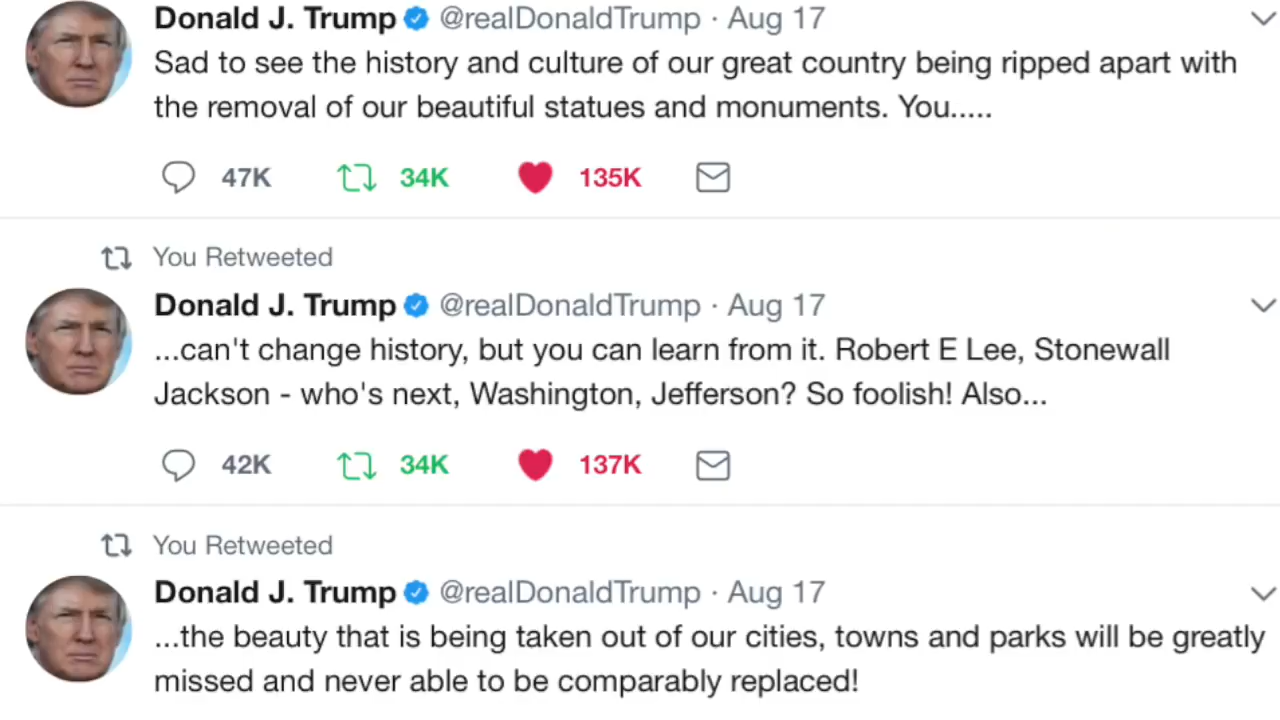 Donald J. Trump @realDonaldTrump · Aug 17
Sad to see the history and culture of our great country being ripped apart with
the removal of our beautiful statues and monuments. You.....
47K 34K 135K
You Retweeted
Donald J. Trump @realDonaldTrump · Aug 17
...can't change history, but you can learn from it. Robert E Lee, Stonewall
Jackson - who's next, Washington, Jefferson? So foolish! Also...
42K 34K 137K
You Retweeted
Donald J. Trump @realDonaldTrump · Aug 17
...the beauty that is being taken out of our cities, towns and parks will be greatly
missed and never able to be comparably replaced!